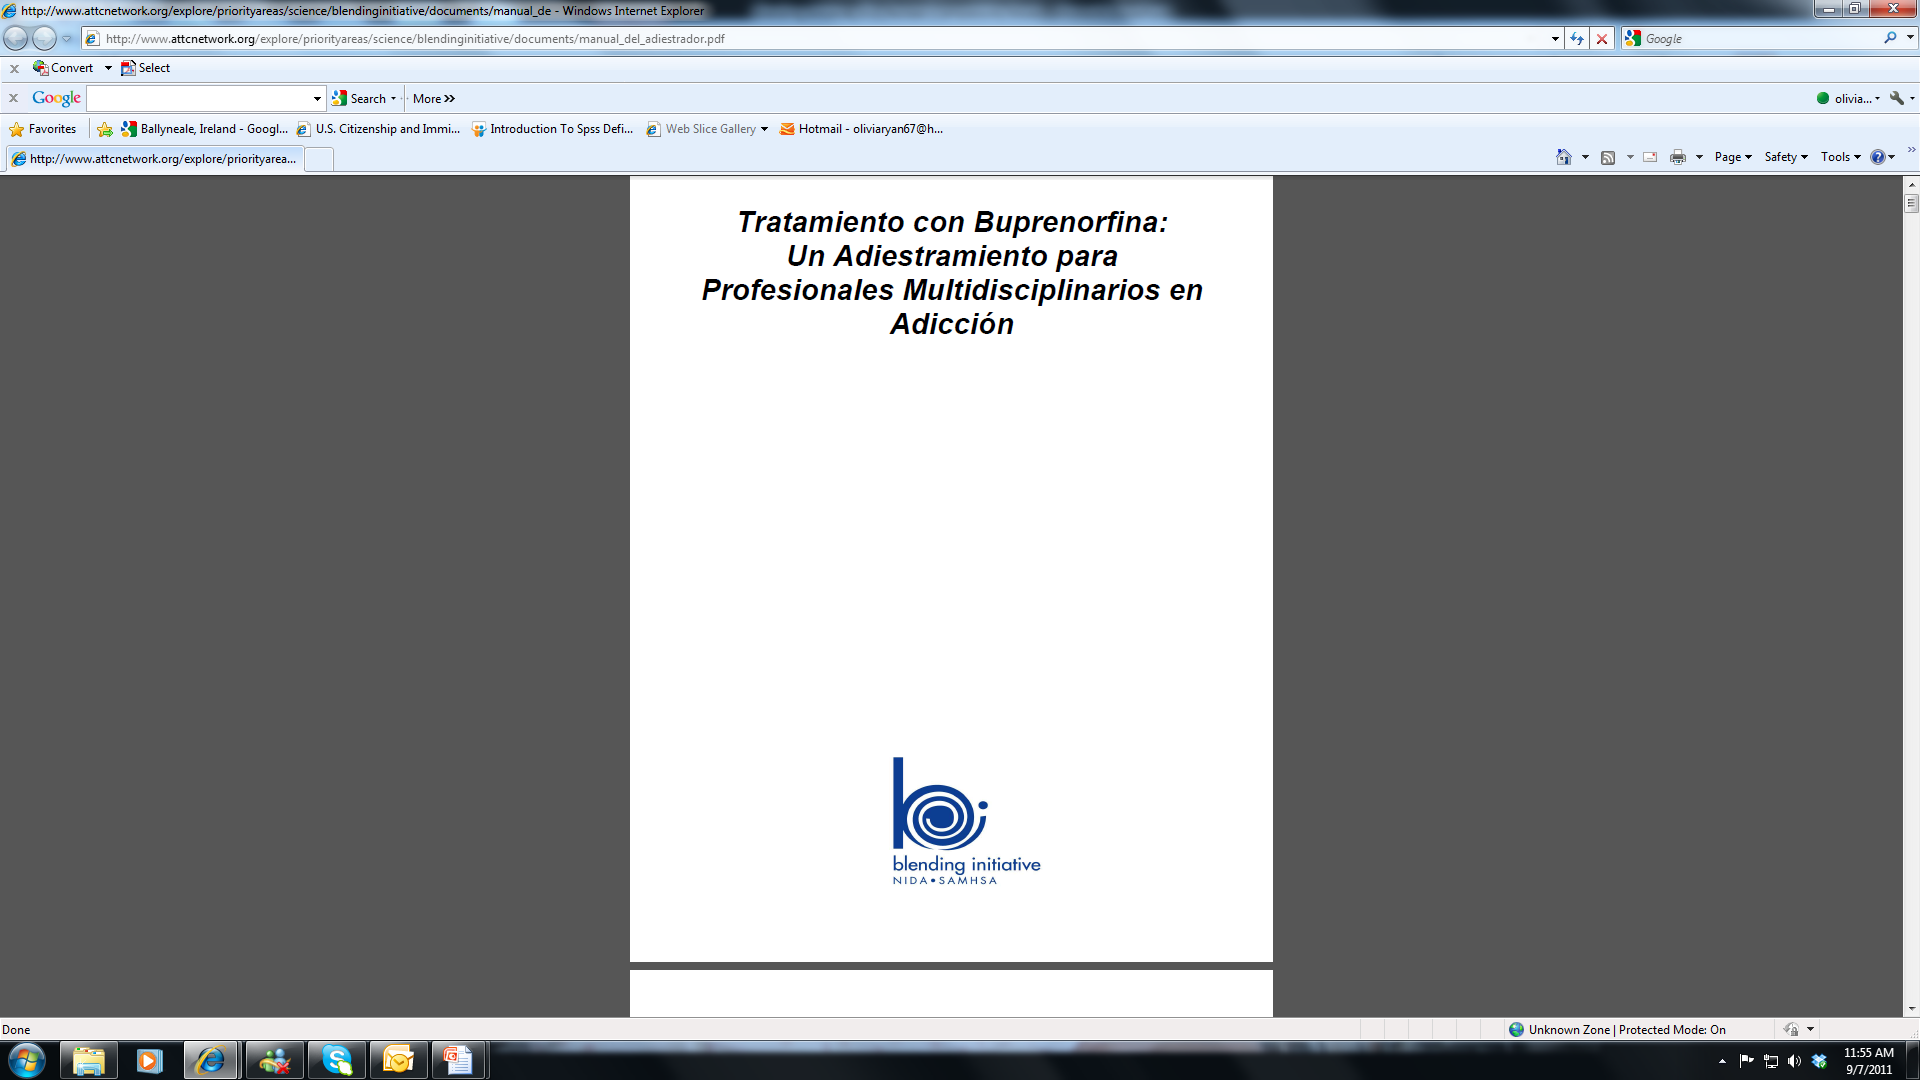 http://www.attcnetwork.org/explore/priorityareas/science/blendinginitiative/documents/manual_de - Windows Internet Explorer
http://www.attcnetwork.org/explore/priorityareas/science/blendinginitiative/documents/manual_del_adiestrador.pdf
Google
x Convert Select
x Google Search More »
olivia...
Favorites Ballyneale, Ireland - Googl... U.S. Citizenship and Immi... Introduction To Spss Defi... Web Slice Gallery Hotmail - oliviaryan67@h...
http://www.attcnetwork.org/explore/priorityarea...
Page Safety Tools
Tratamiento con Buprenorfina:
Un Adiestramiento para
Profesionales Multidisciplinarios en
Adicción
blending initiative
NIDA•SAMHSA
Done
Unknown Zone | Protected Mode: On
11:55 AM
9/7/2011